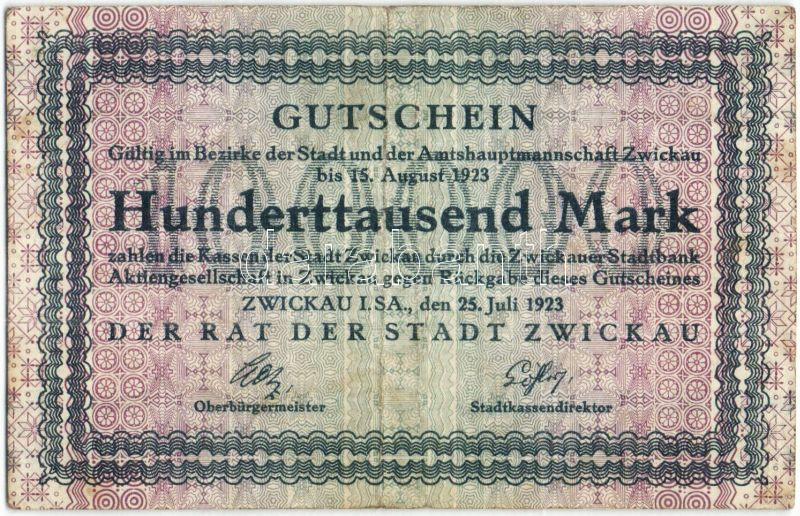 GUTSCHEIN
Gültig im Bezirke der Stadt und der Amtshauptmannschaft Zwickau
bis 15. August 1923
Hunderttausend Mark
zahlen die Kassen der Stadt Zwickau durch die Zwickauer Stadtbank
Aktiengesellschaft in Zwickau gegen Rückgabe dieses Gutscheines
ZWICKAU I. SA., den 25. Juli 1923
DER RAT DER STADT ZWICKAU
Oberbürgermeister Stadtkassendirektor